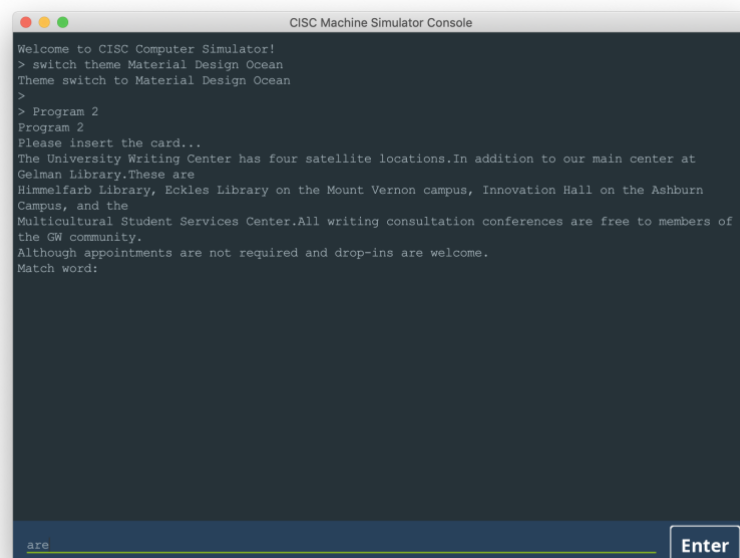 CISC Machine Simulator Console
Welcome to CISC Computer Simulator!
> switch theme Material Design Ocean
Theme switch to Material Design Ocean
>
> Program 2
Program 2
Please insert the card...
The University Writing Center has four satellite locations.In addition to our main center at
Gelman Library.These are
Himmelfarb Library, Eckles Library on the Mount Vernon campus, Innovation Hall on the Ashburn
Campus, and the
Multicultural Student Services Center.All writing consultation conferences are free to members of
the GW community.
Although appointments are not required and drop-ins are welcome.
Match word:
are
Enter